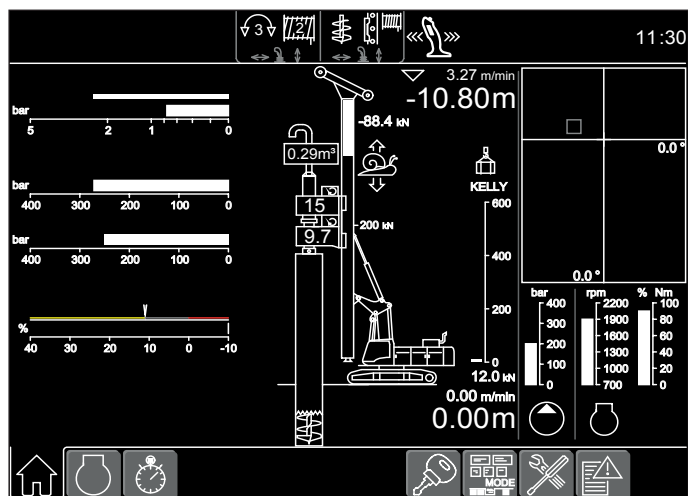 3 2 11:30
3.27 m/min
-10.80m
bar
5 2 1 0
-88.4 kN
0.29m³
0.0 °
KELLY
bar
400 300 200 100 0
15
600
200 kN
9.7
bar
400 300 200 100 0
400
0.0 °
bar rpm % Nm
400 2200 100
300 1900 80
200 1600 60
100 1300 40
0 1000 20
700 0
200
%
40 30 20 10 0 -10
0
12.0 kN
0.00 m/min
0.00m
MODE